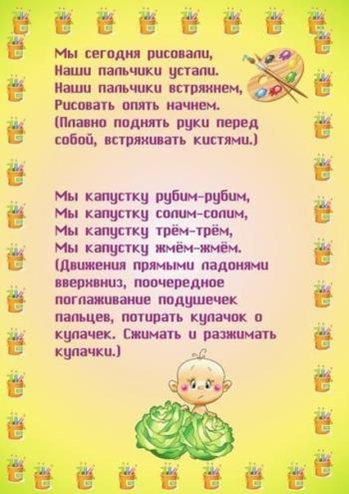 Мы сегодня рисовали,
Наши пальчики устали.
Наши пальчики встряхнем,
Рисовать опять начнем.
(Плавно поднять руки перед
собой, встряхивать кистями.)
Мы капустку рубим-рубим,
Мы капустку солим-солим,
Мы капустку трём-трём,
Мы капустку жмём-жмём.
(Движения прямыми ладонями
вверхвниз, поочередное
поглаживание подушечек
пальцев, потирать кулачок о
кулачек. Сжимать и разжимать
кулачки.)